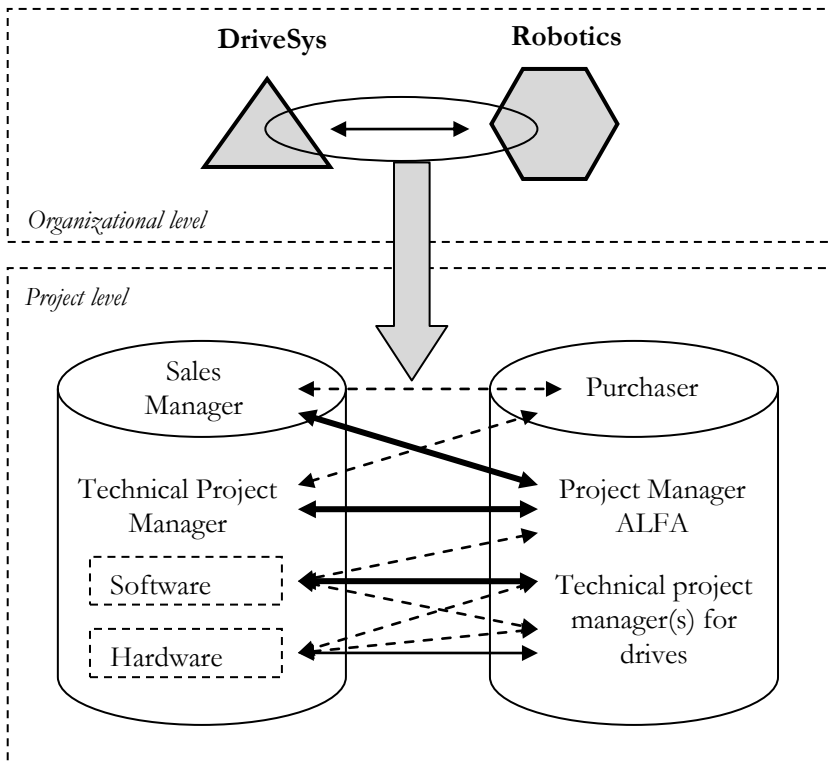 DriveSys
Robotics
Organizational level
Project level
Sales
Manager
Purchaser
Technical Project
Manager
Project Manager
ALFA
Software
Technical project
manager(s) for
drives
Hardware